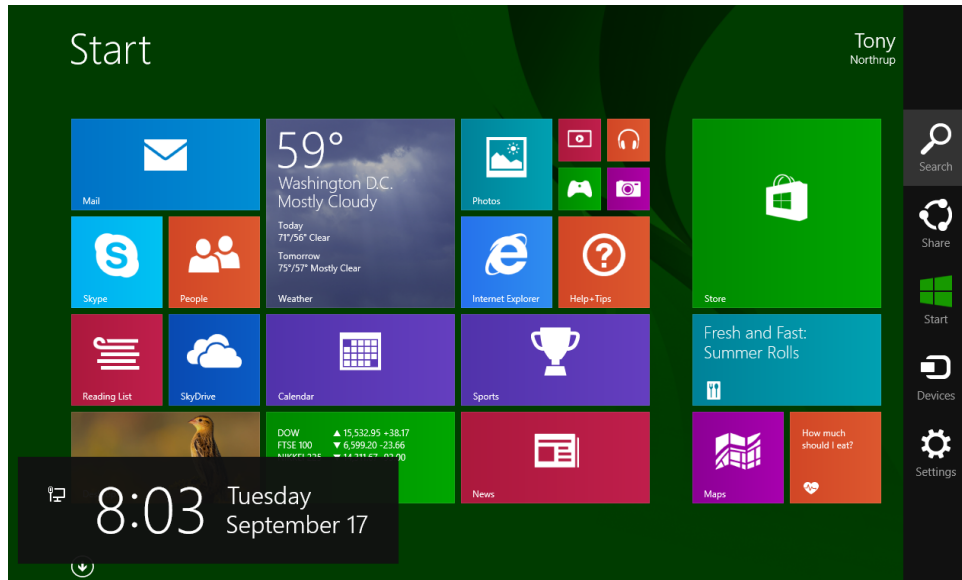 Start
Tony
Northrup
Mail
59°
Washington D.C.
Mostly Cloudy
Today
71°/56° Clear
Tomorrow
75°/57° Mostly Clear
Weather
Photos
Skype
People
Internet Explorer
Help+Tips
Store
Reading List
SkyDrive
Calendar
Sports
Fresh and Fast:
Summer Rolls
DOW ▲ 15,532.95 +38.17
FTSE 100 ▼ 6,599.20 -23.66
News
Maps
How much
should I eat?
8:03
Tuesday
September 17
Search
Share
Start
Devices
Settings